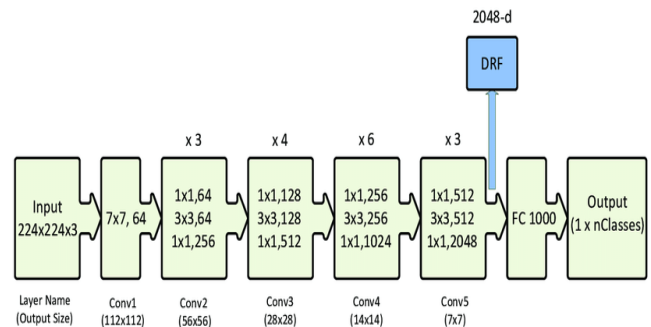 2048-d
DRF
x 3
x 4
x 6
x 3
Input
224x224x3
7x7, 64
1x1,64
3x3,64
1x1,256
1x1,128
3x3,128
1x1,512
1x1,256
3x3,256
1x1,1024
1x1,512
3x3,512
1x1,2048
FC 1000
Output
(1 x nClasses)
Layer Name
(Output Size)
Conv1
(112x112)
Conv2
(56x56)
Conv3
(28x28)
Conv4
(14x14)
Conv5
(7x7)